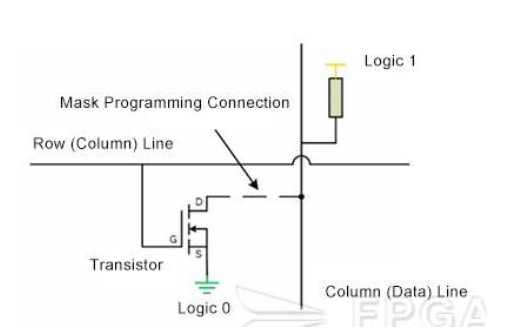 Logic 1
Mask Programming Connection
Row (Column) Line
D
G
S
Transistor
Logic 0
Column (Data) Line
FPGA